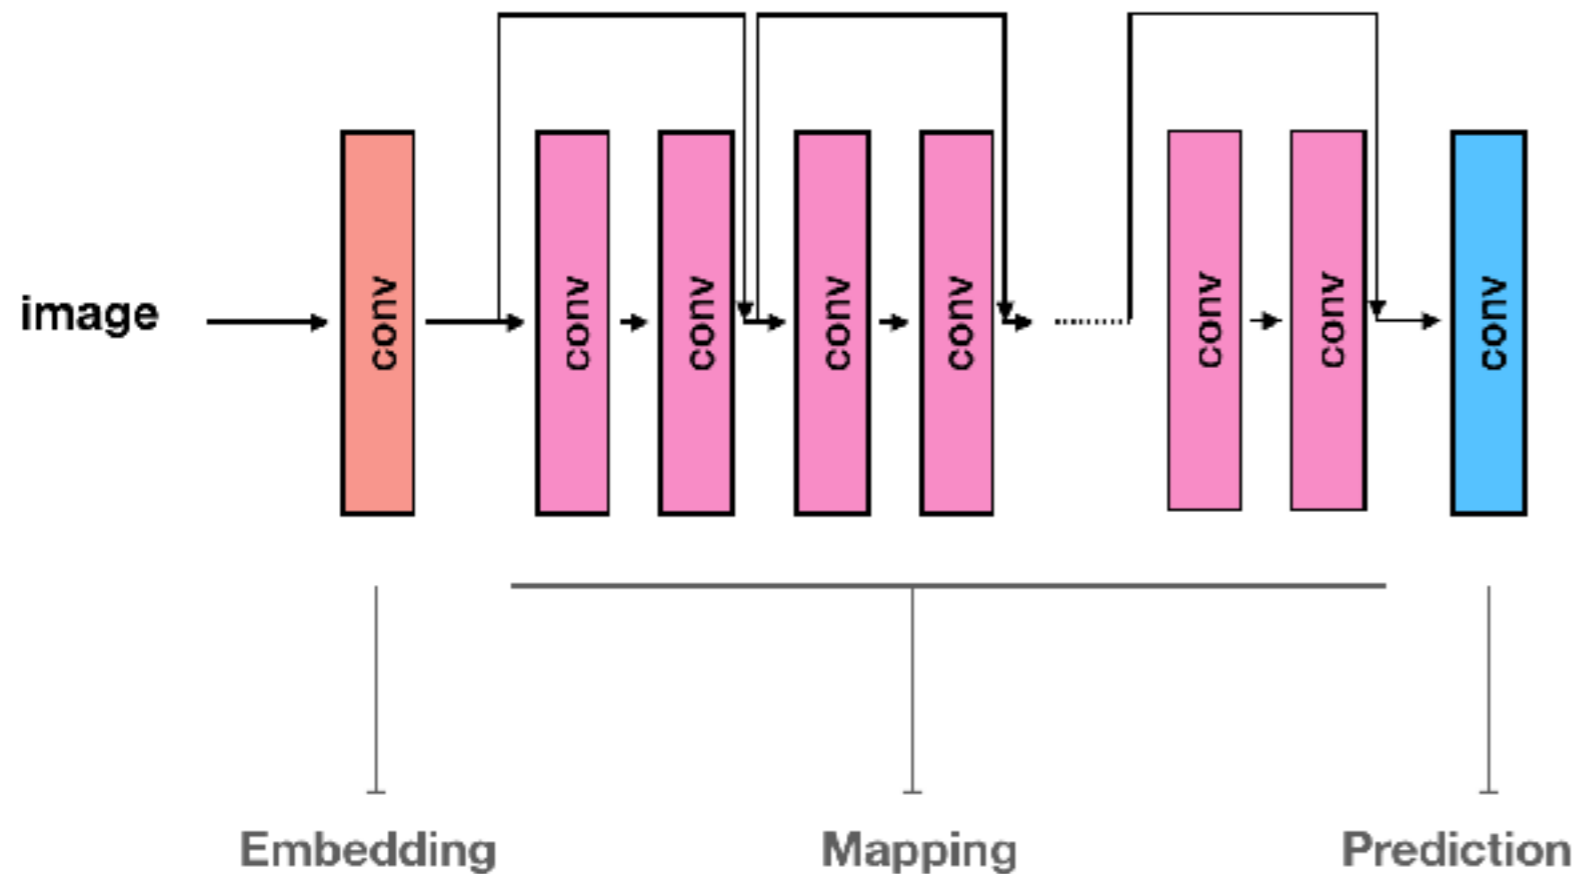 image
conv
conv
conv
conv
conv
conv
conv
conv
Embedding
Mapping
Prediction